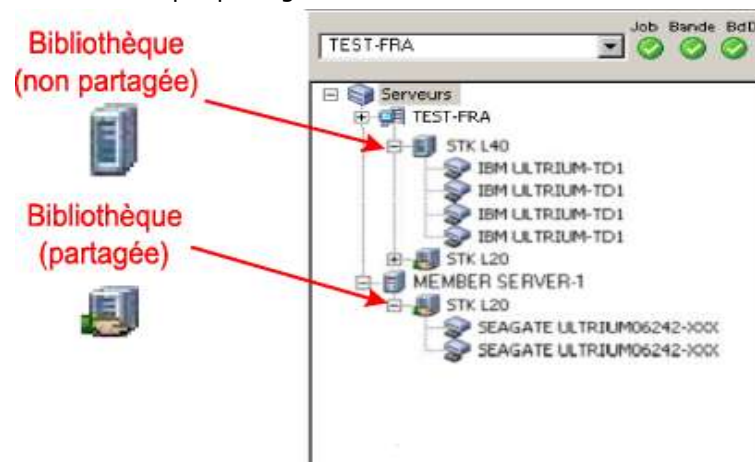 Bibliothèque
(non partagée)
Bibliothèque
(partagée)
TEST-FRA
Job Bande BdD
Serveurs
TEST-FRA
STK L40
IBM ULTRIUM-TD1
IBM ULTRIUM-TD1
IBM ULTRIUM-TD1
IBM ULTRIUM-TD1
STK L20
MEMBER SERVER-1
STK L20
SEAGATE ULTRIUM06242-XXX
SEAGATE ULTRIUM06242-XXX